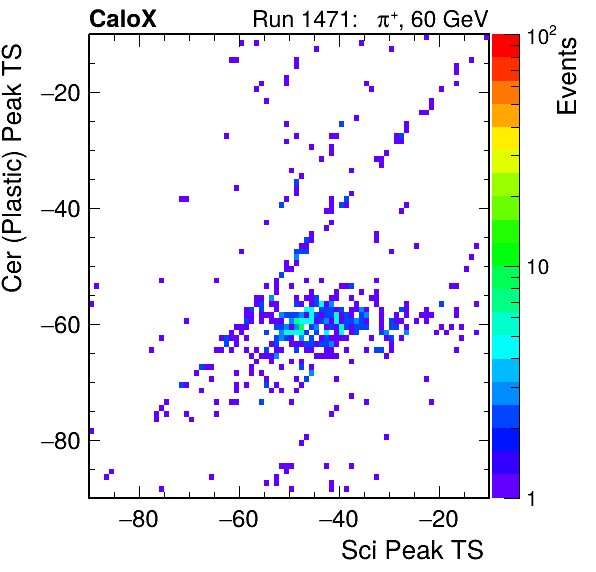 CaloX Run 1471: π⁺, 60 GeV
Cer (Plastic) Peak TS
−20
−40
−60
−80
−80 −60 −40 −20
Sci Peak TS
10²
10
1
Events